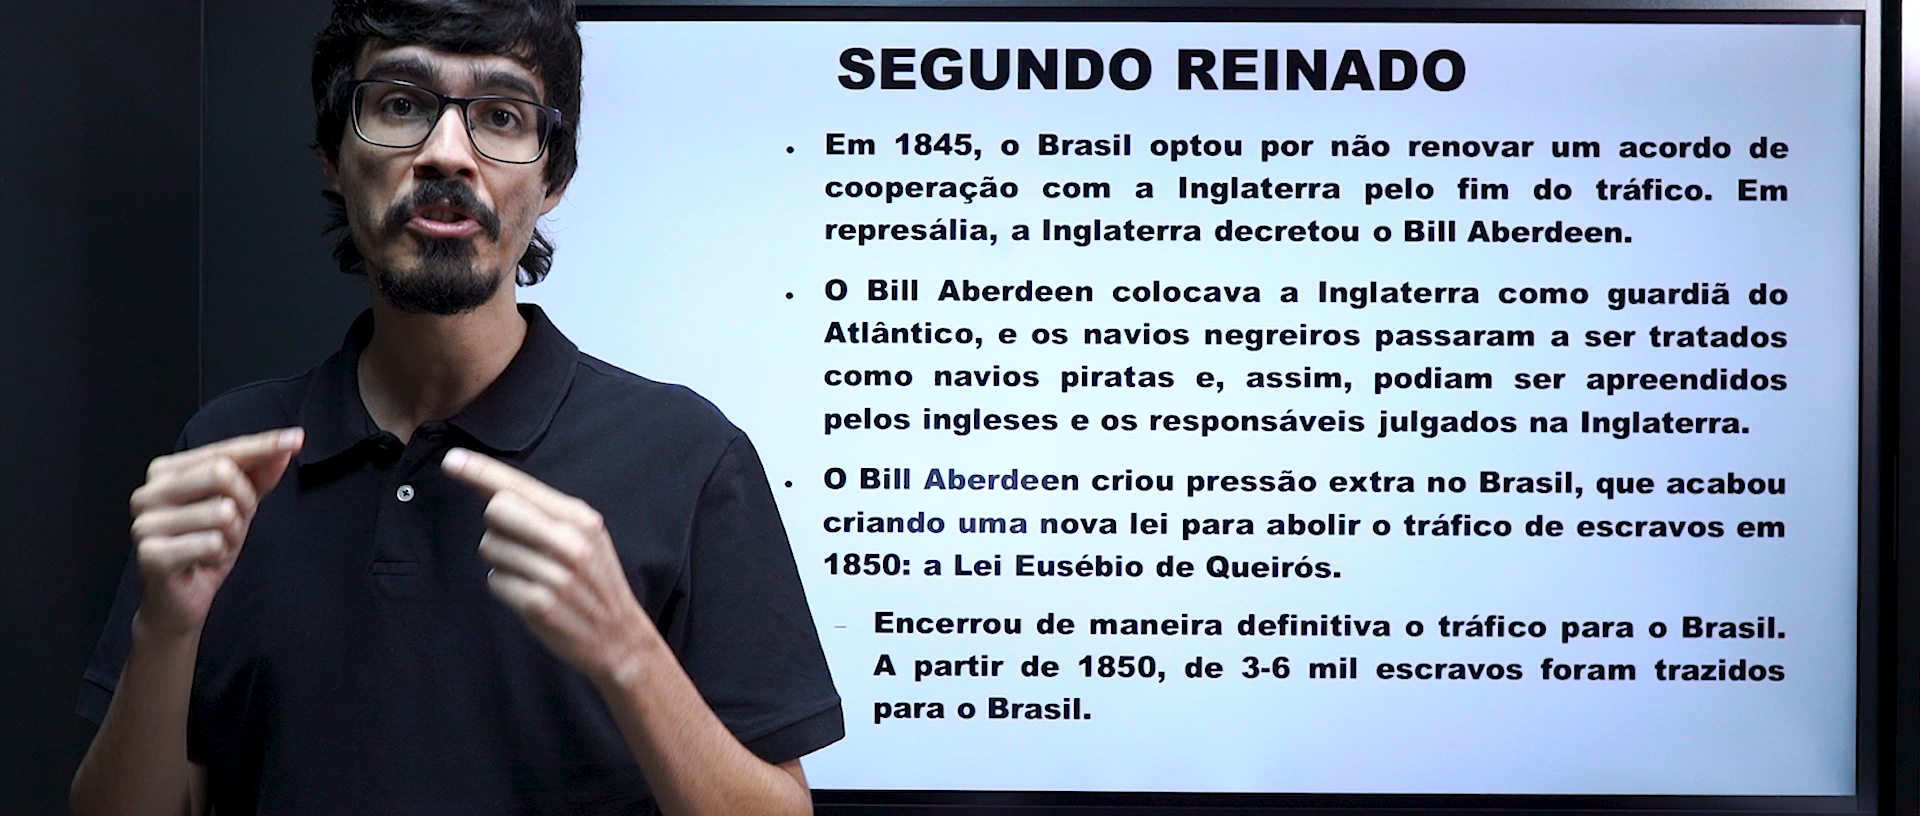 SEGUNDO REINADO
• Em 1845, o Brasil optou por não renovar um acordo de
cooperação com a Inglaterra pelo fim do tráfico. Em
represália, a Inglaterra decretou o Bill Aberdeen.
• O Bill Aberdeen colocava a Inglaterra como guardiã do
Atlântico, e os navios negreiros passaram a ser tratados
como navios piratas e, assim, podiam ser apreendidos
pelos ingleses e os responsáveis julgados na Inglaterra.
• O Bill Aberdeen criou pressão extra no Brasil, que acabou
criando uma nova lei para abolir o tráfico de escravos em
1850: a Lei Eusébio de Queirós.
– Encerrou de maneira definitiva o tráfico para o Brasil.
A partir de 1850, de 3-6 mil escravos foram trazidos
para o Brasil.